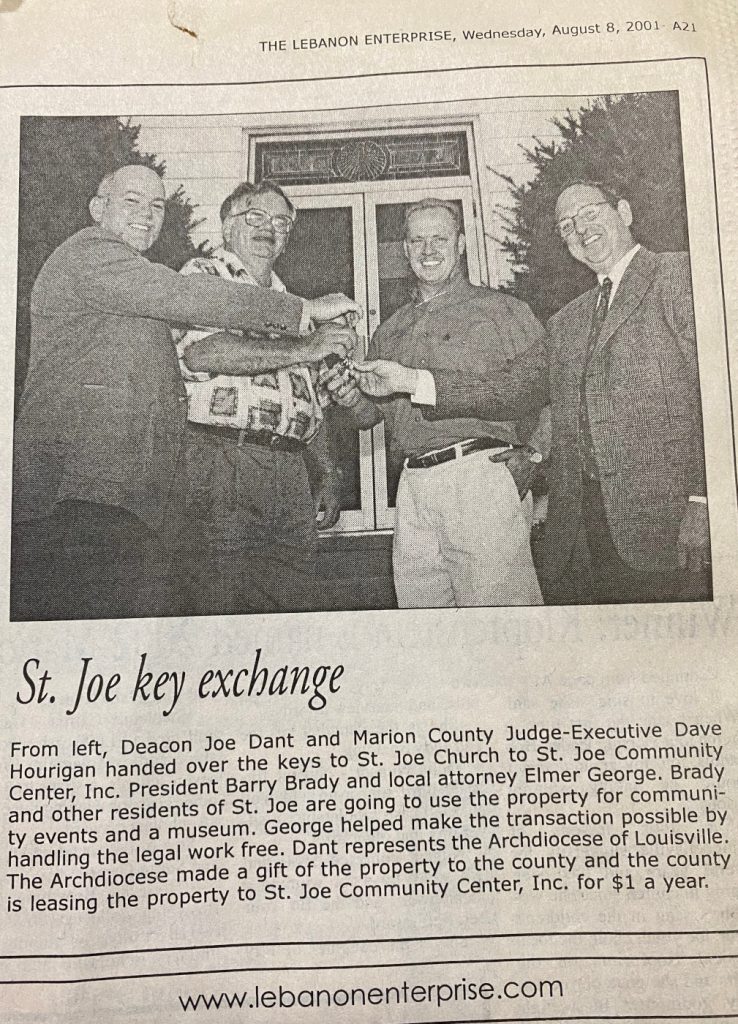 THE LEBANON ENTERPRISE, Wednesday, August 8, 2001- A21
St. Joe key exchange
From left, Deacon Joe Dant and Marion County Judge-Executive Dave
Hourigan handed over the keys to St. Joe Church to St. Joe Community
Center, Inc. President Barry Brady and local attorney Elmer George. Brady
and other residents of St. Joe are going to use the property for communi-
ty events and a museum. George helped make the transaction possible by
handling the legal work free. Dant represents the Archdiocese of Louisville.
The Archdiocese made a gift of the property to the county and the county
is leasing the property to St. Joe Community Center, Inc. for $1 a year.
www.lebanonenterprise.com